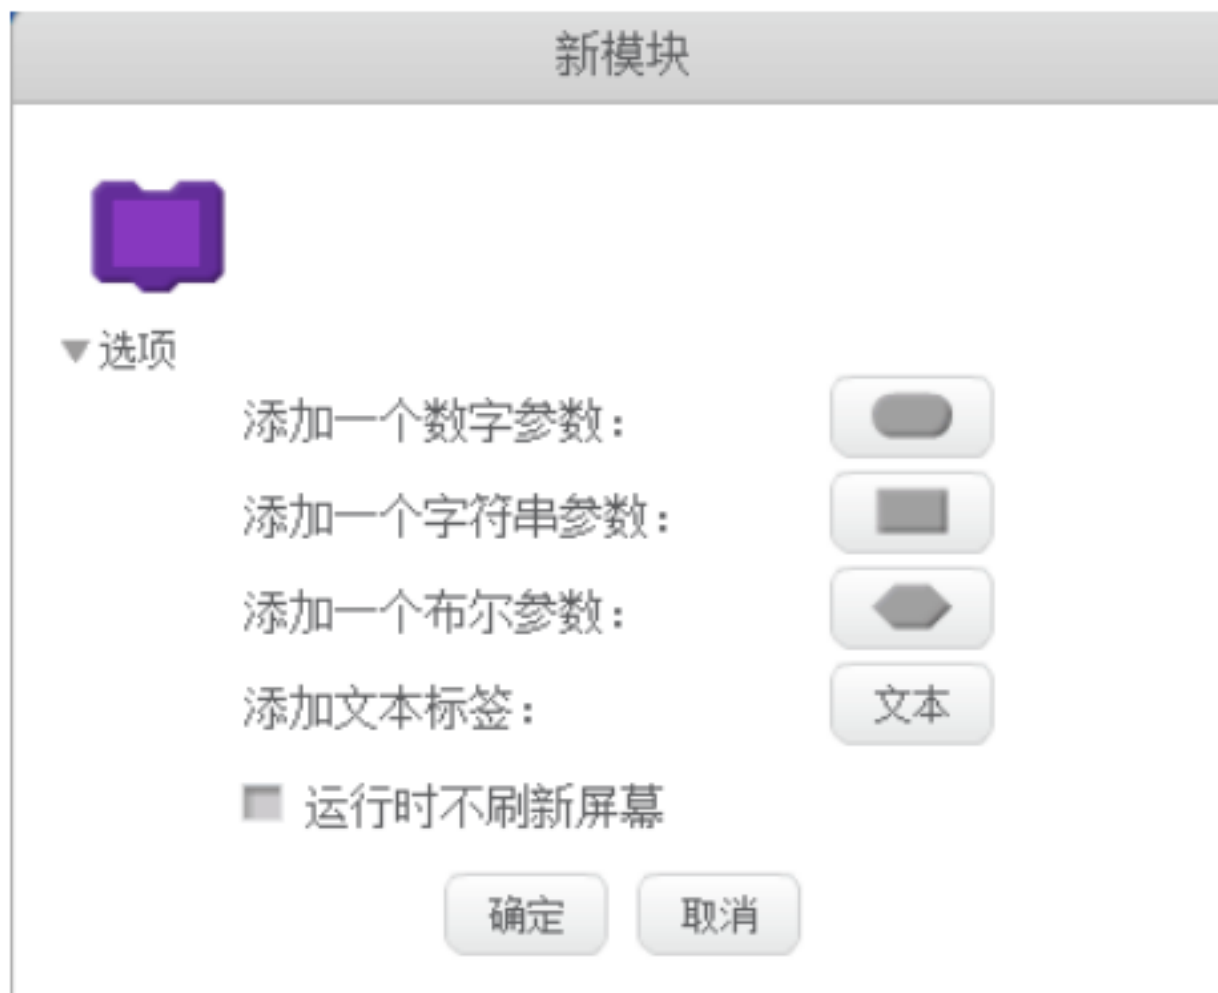 新模块
选项
添加一个数字参数：
添加一个字符串参数：
添加一个布尔参数：
添加文本标签： 文本
运行时不刷新屏幕
确定 取消